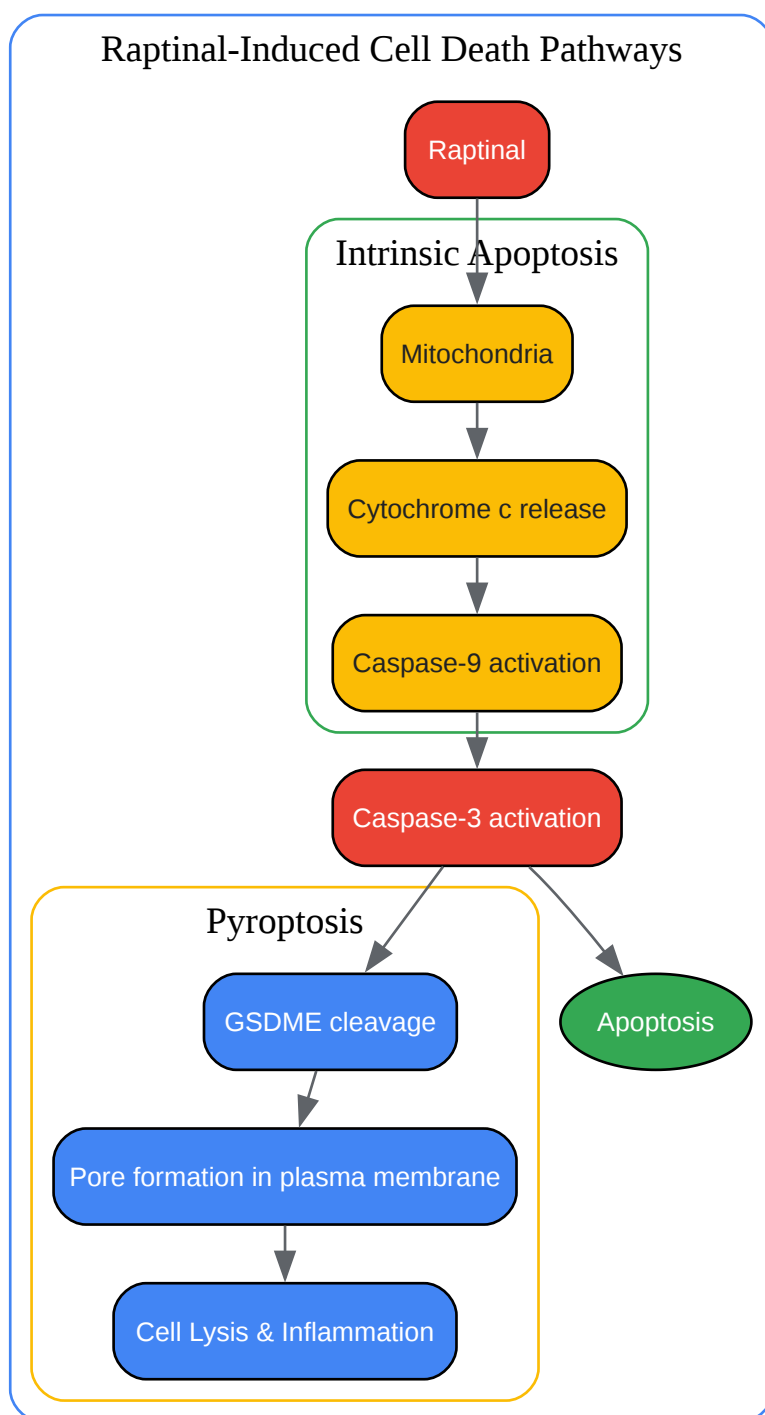 Raptinal-Induced Cell Death Pathways
Raptinal
Intrinsic Apoptosis
Mitochondria
Cytochrome c release
Caspase-9 activation
Caspase-3 activation
Pyroptosis
GSDME cleavage
Apoptosis
Pore formation in plasma membrane
Cell Lysis & Inflammation